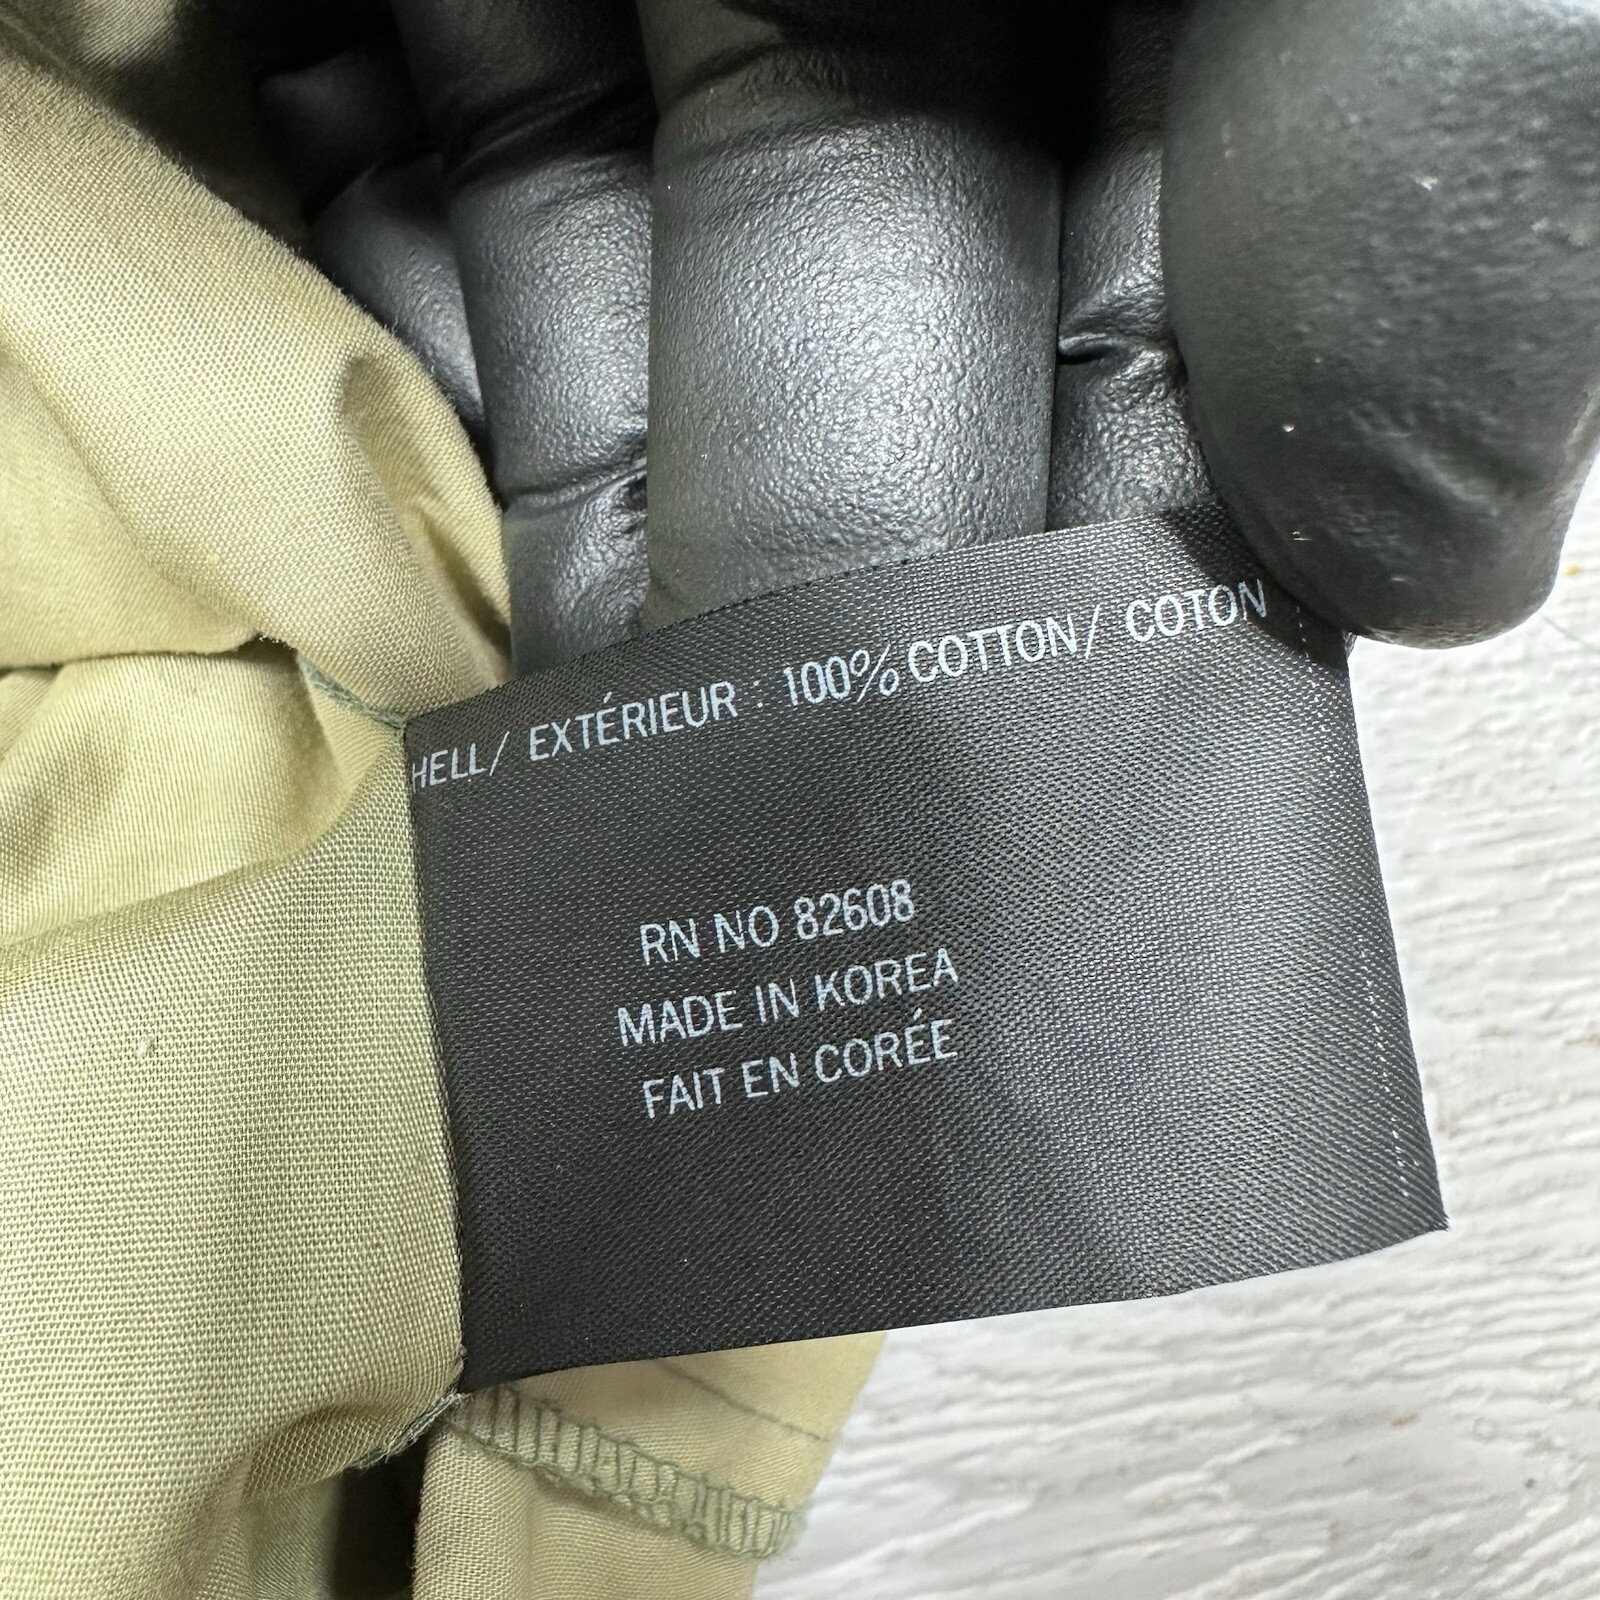 HELL/ EXTÉRIEUR : 100% COTTON/ COTON
RN NO 82608
MADE IN KOREA
FAIT EN CORÉE